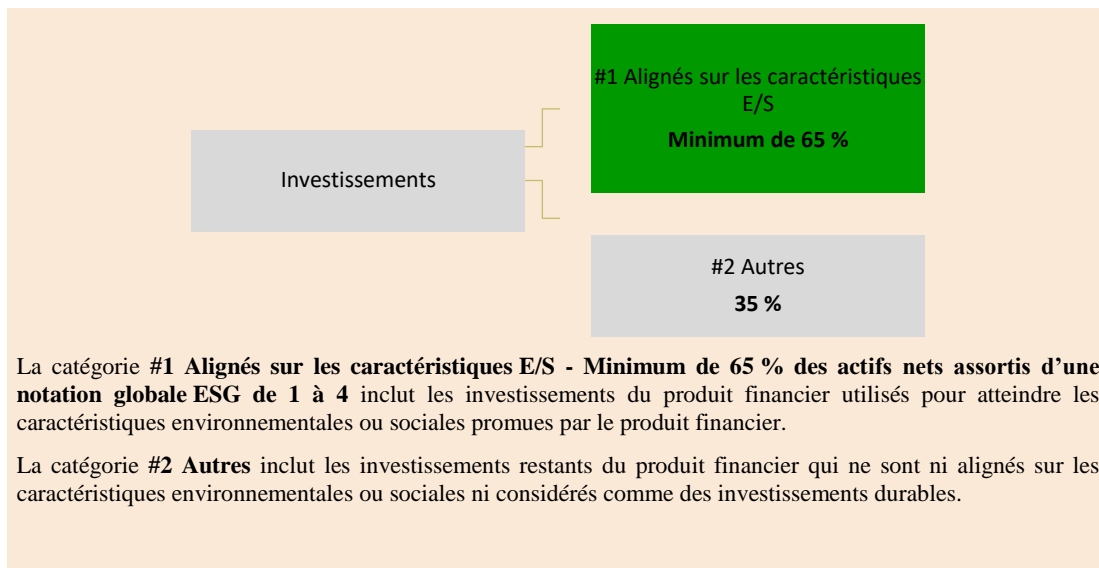 #1 Alignés sur les caractéristiques
E/S
Minimum de 65 %
Investissements
#2 Autres
35 %
La catégorie #1 Alignés sur les caractéristiques E/S - Minimum de 65 % des actifs nets assortis d’une
notation globale ESG de 1 à 4 inclut les investissements du produit financier utilisés pour atteindre les
caractéristiques environnementales ou sociales promues par le produit financier.
La catégorie #2 Autres inclut les investissements restants du produit financier qui ne sont ni alignés sur les
caractéristiques environnementales ou sociales ni considérés comme des investissements durables.